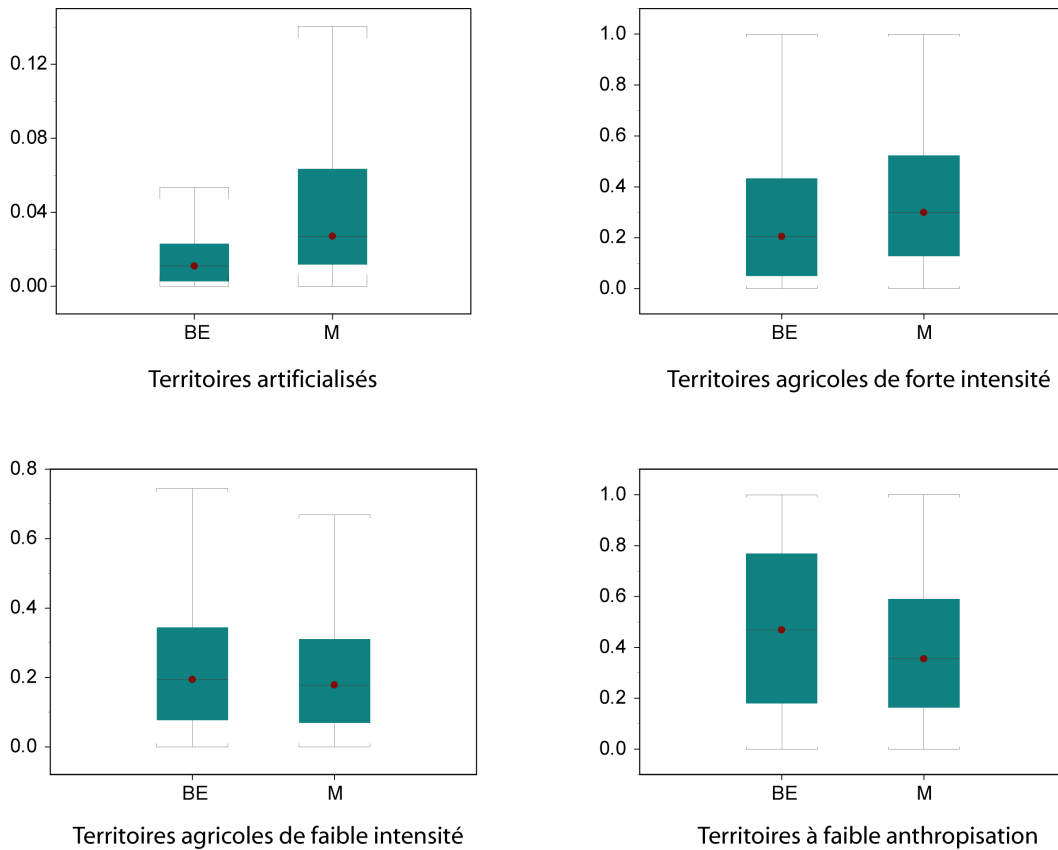 0.12
0.08
0.04
0.00
BE M
Territoires artificialisés
1.0
0.8
0.6
0.4
0.2
0.0
BE M
Territoires agricoles de forte intensité
0.8
0.6
0.4
0.2
0.0
BE M
Territoires agricoles de faible intensité
1.0
0.8
0.6
0.4
0.2
0.0
BE M
Territoires à faible anthropisation